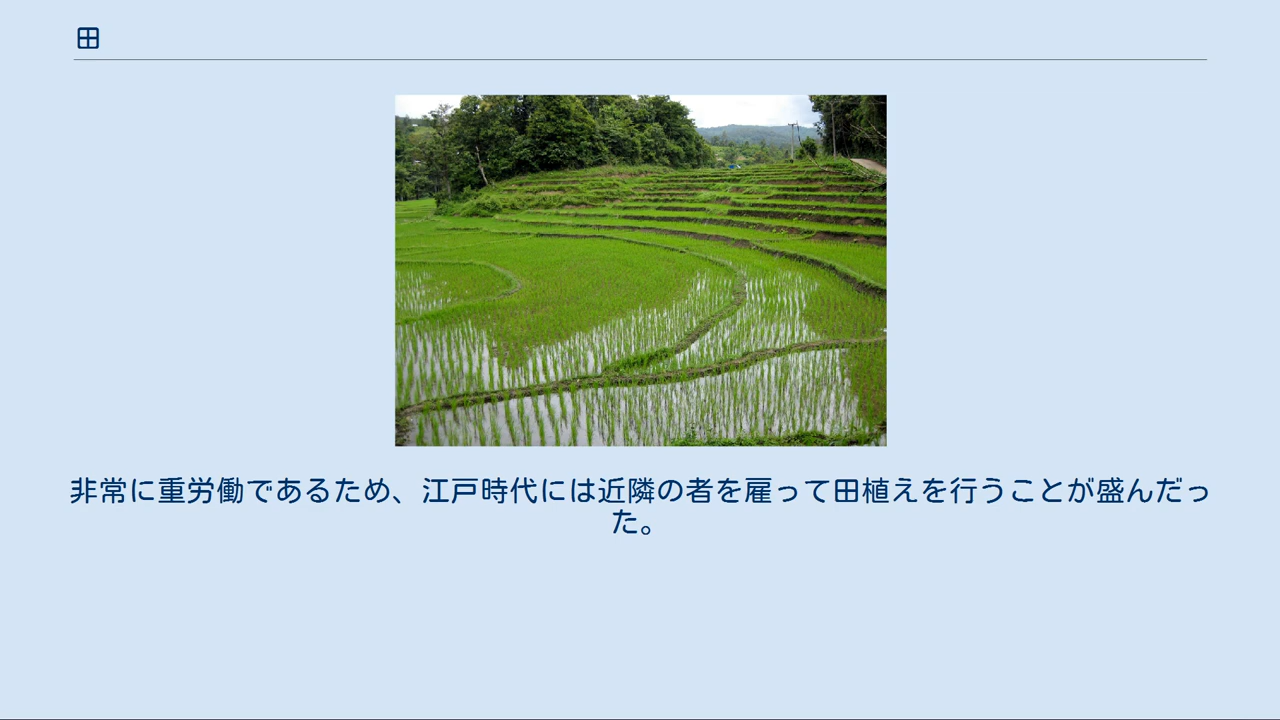 田
非常に重労働であるため、江戸時代には近隣の者を雇って田植えを行うことが盛んだっ
た。